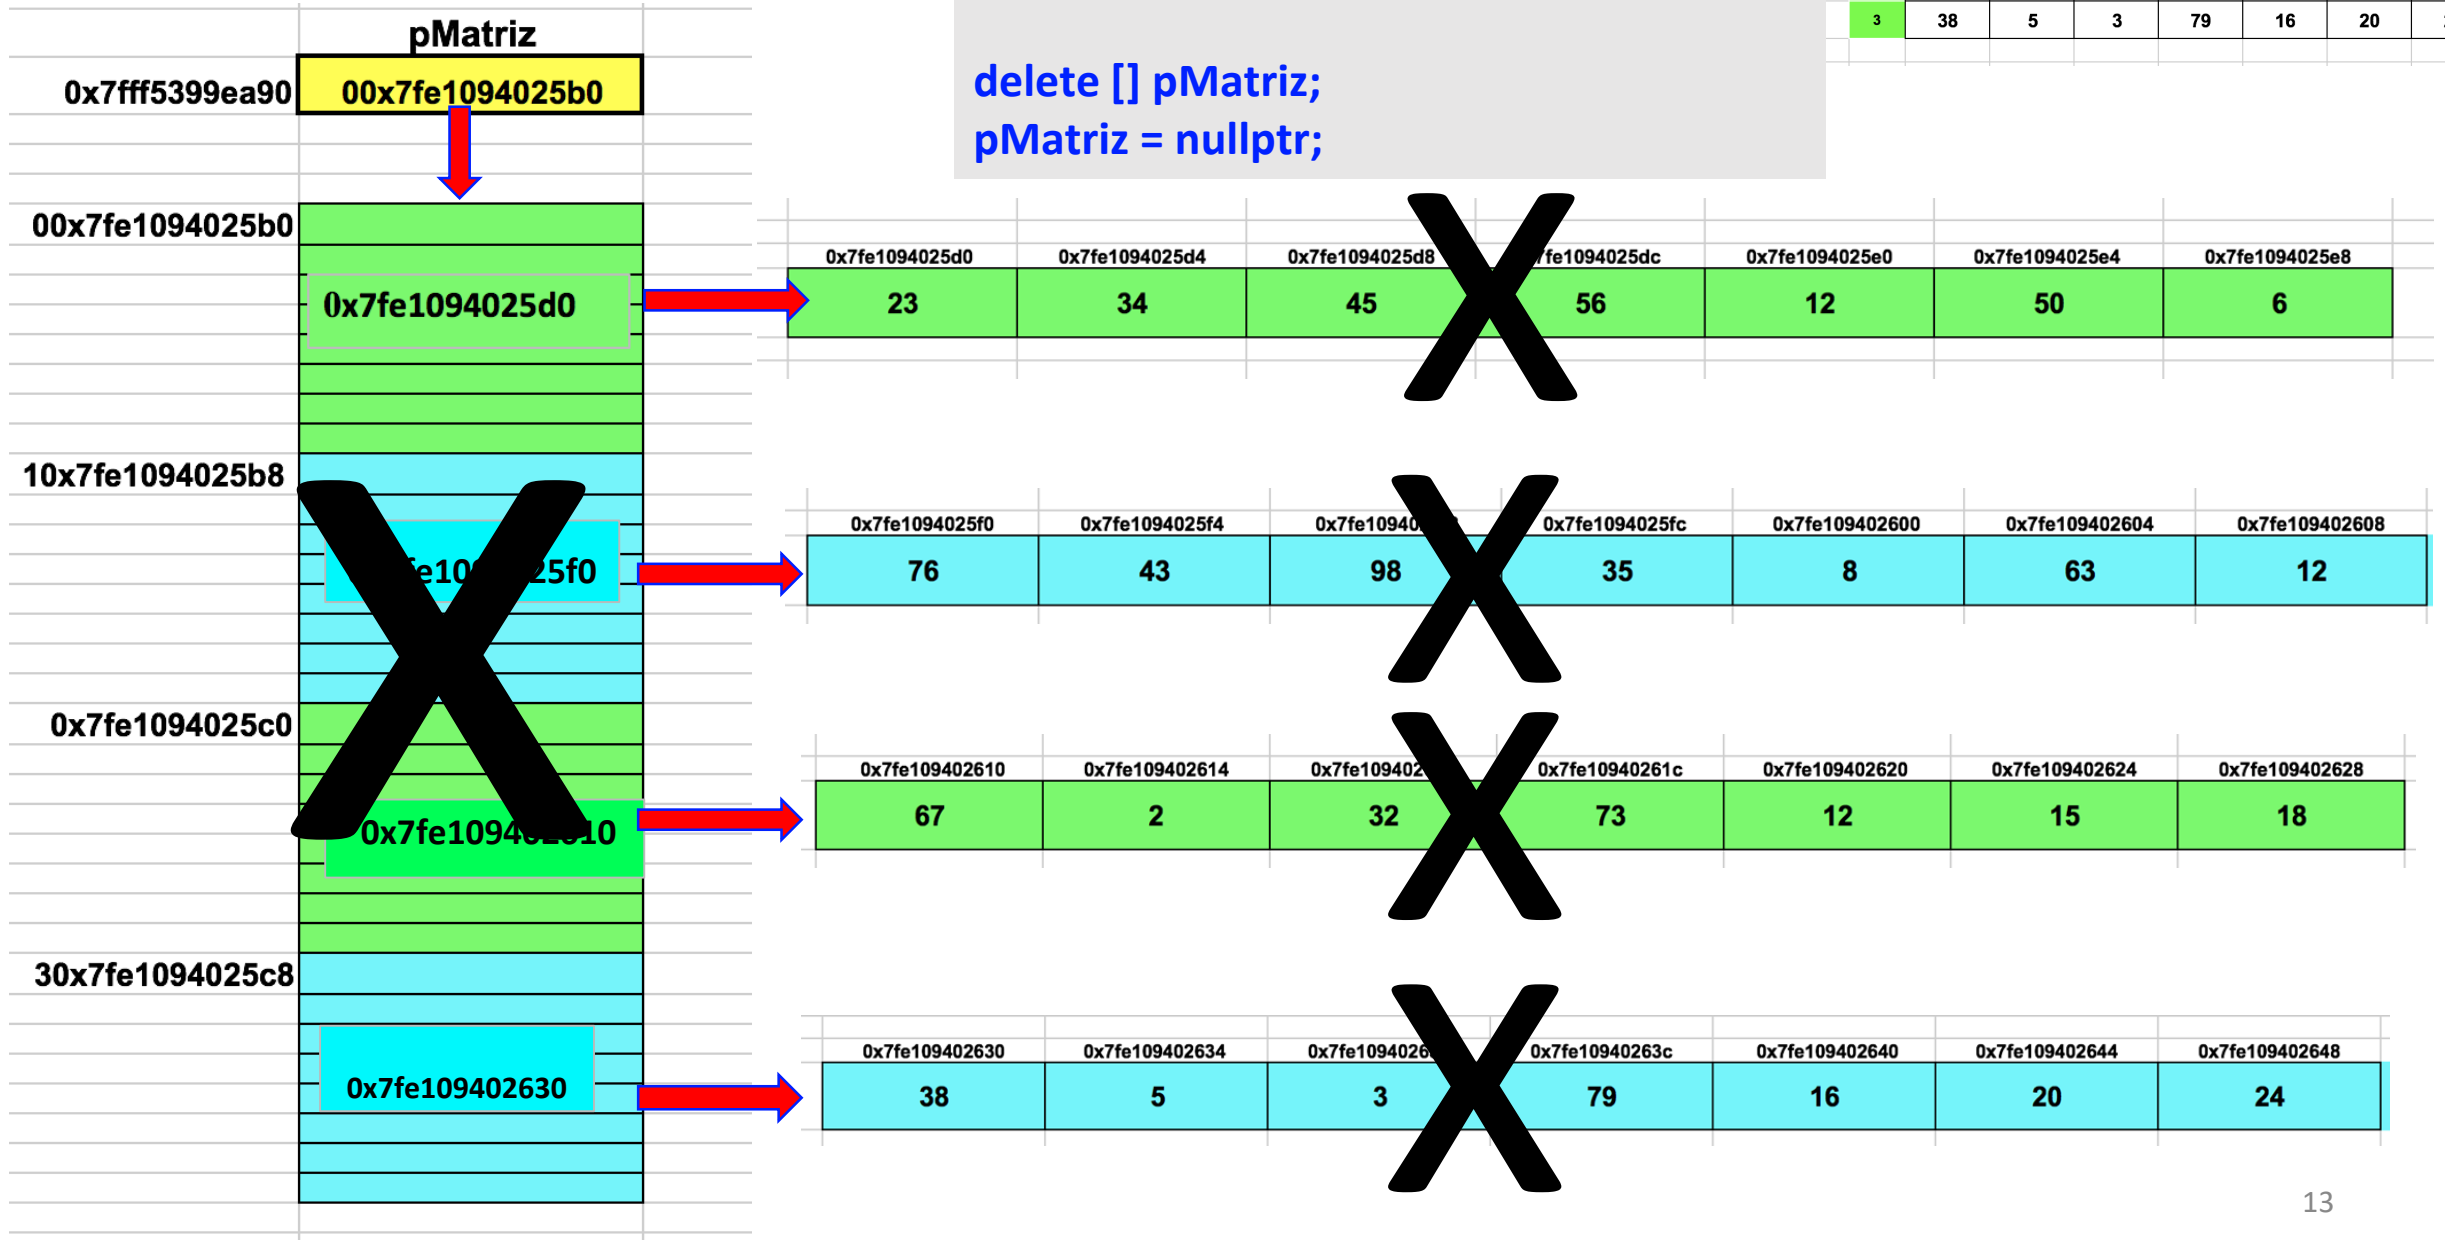 pMatriz
3 38 5 3 79 16 20
0x7fff5399ea90 00x7fe1094025b0
delete [] pMatriz;
pMatriz = nullptr;
00x7fe1094025b0
0x7fe1094025d0 0x7fe1094025d4 0x7fe1094025d8 7fe1094025dc 0x7fe1094025e0 0x7fe1094025e4 0x7fe1094025e8
0x7fe1094025d0
23 34 45 56 12 50 6
10x7fe1094025b8
0x7fe1094025f0 0x7fe1094025f4 0x7fe1094025fc 0x7fe109402600 0x7fe109402604 0x7fe109402608
76 43 98 35 8 63 12
0x7fe1094025c0
0x7fe109402610 0x7fe109402614 0x7fe10940261c 0x7fe109402620 0x7fe109402624 0x7fe109402628
0x7fe109402610
67 2 32 73 12 15 18
30x7fe1094025c8
0x7fe109402630 0x7fe109402634 0x7fe10940263c 0x7fe109402640 0x7fe109402644 0x7fe109402648
0x7fe109402630
38 5 3 79 16 20 24
13